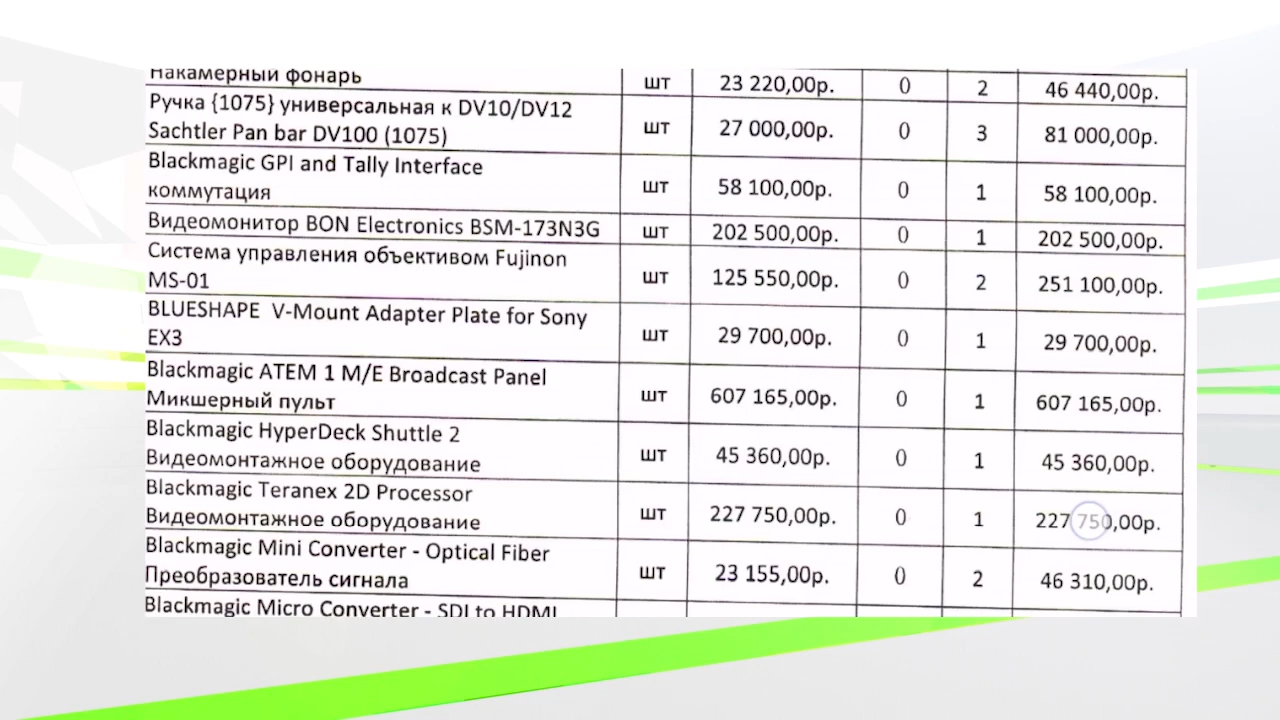 Накамерный фонарь шт 23 220,00р. 0 2 46 440,00р.
Ручка {1075} универсальная к DV10/DV12
Sachtler Pan bar DV100 (1075) шт 27 000,00р. 0 3 81 000,00р.
Blackmagic GPI and Tally Interface
коммутация шт 58 100,00р. 0 1 58 100,00р.
Видеомонитор BON Electronics BSM-173N3G шт 202 500,00р. 0 1 202 500,00р.
Система управления объективом Fujinon
MS-01 шт 125 550,00р. 0 2 251 100,00р.
BLUESHAPE V-Mount Adapter Plate for Sony
EX3 шт 29 700,00р. 0 1 29 700,00р.
Blackmagic ATEM 1 M/E Broadcast Panel
Микшерный пульт шт 607 165,00р. 0 1 607 165,00р.
Blackmagic HyperDeck Shuttle 2
Видеомонтажное оборудование шт 45 360,00р. 0 1 45 360,00р.
Blackmagic Teranex 2D Processor
Видеомонтажное оборудование шт 227 750,00р. 0 1 227 750,00р.
Blackmagic Mini Converter - Optical Fiber
Преобразователь сигнала шт 23 155,00р. 0 2 46 310,00р.
Blackmagic Micro Converter - SDI to HDMI